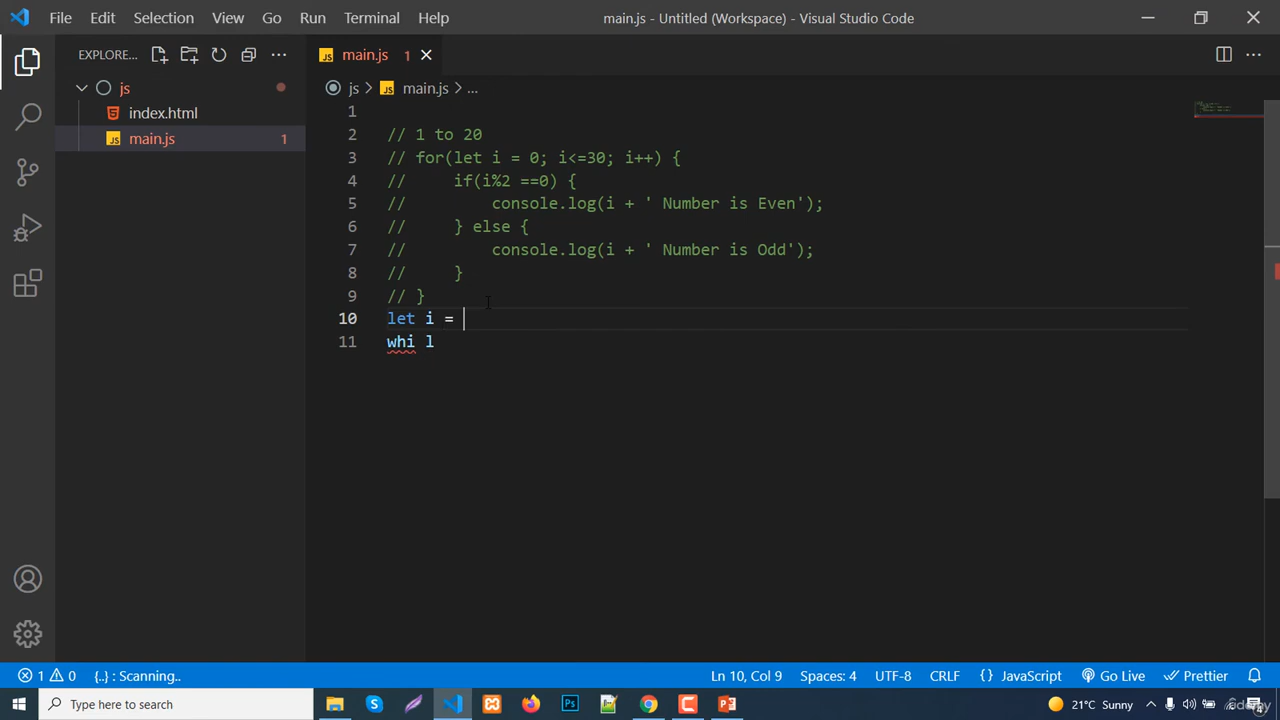 File Edit Selection View Go Run Terminal Help
main.js - Untitled (Workspace) - Visual Studio Code
EXPLORE...
main.js 1
js
index.html
main.js 1
js > main.js > ...
1
2 // 1 to 20
3 // for(let i = 0; i<=30; i++) {
4 // if(i%2 ==0) {
5 // console.log(i + ' Number is Even');
6 // } else {
7 // console.log(i + ' Number is Odd');
8 // }
9 // }
10 let i =
11 whi l
1 0 {..} : Scanning..
Ln 10, Col 9 Spaces: 4 UTF-8 CRLF {} JavaScript Go Live Prettier
Type here to search
21°C Sunny
Udemy